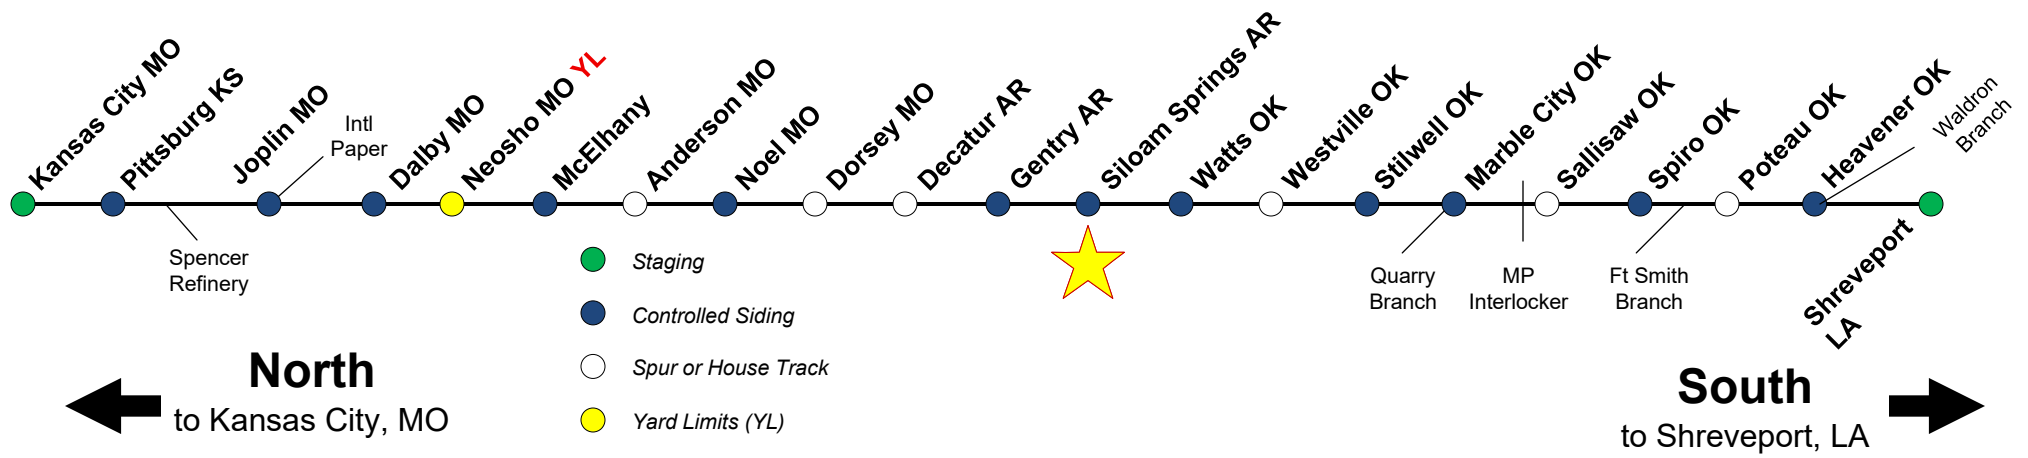 Kansas City MO
Pittsburg KS
Joplin MO
Intl
Paper
Dalby MO
Neosho MO YL
McElhany
Anderson MO
Noel MO
Dorsey MO
Decatur AR
Gentry AR
Siloam Springs AR
Watts OK
Westville OK
Stilwell OK
Marble City OK
Sallisaw OK
Spiro OK
Poteau OK
Heavener OK
Waldron
Branch
Spencer
Refinery
Quarry
Branch
MP
Interlocker
Ft Smith
Branch
Shreveport
LA
Staging
Controlled Siding
Spur or House Track
Yard Limits (YL)
North
to Kansas City, MO
South
to Shreveport, LA